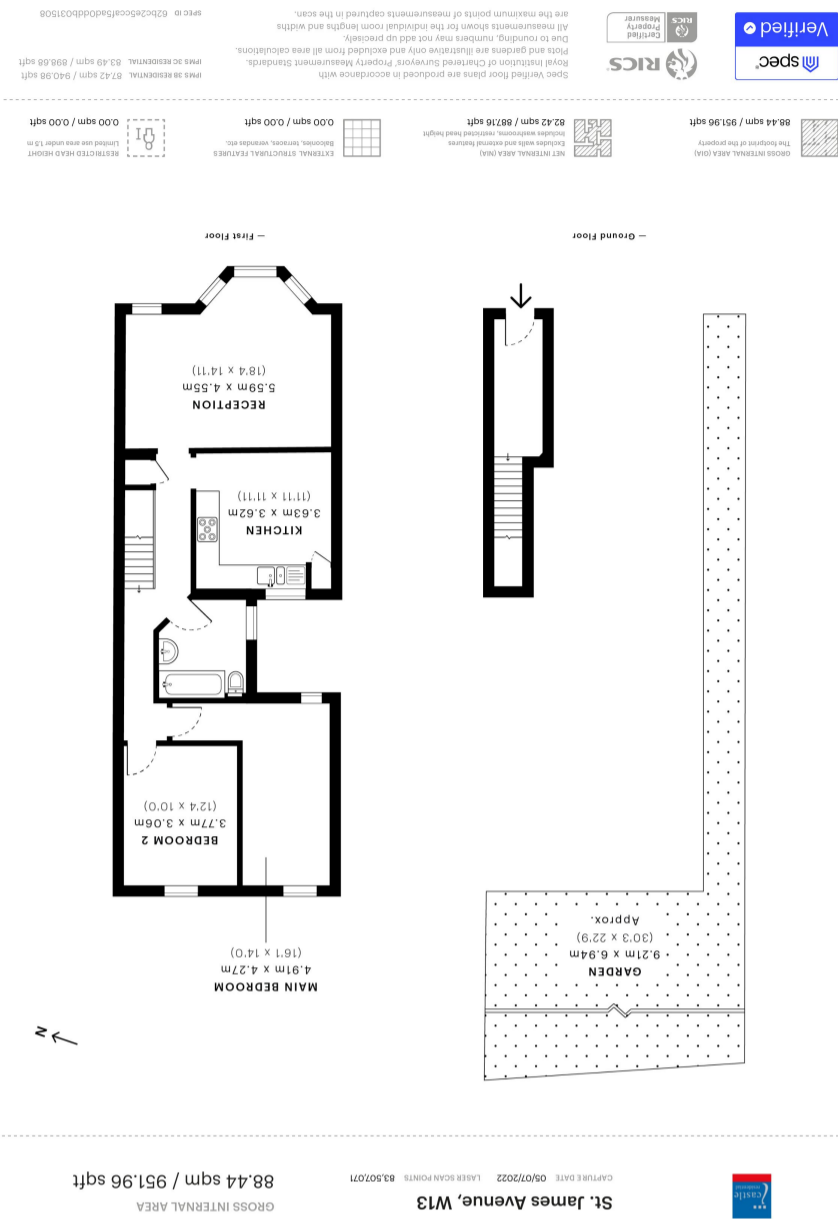 St. James Avenue, W13
CAPTURE DATE 05/07/2022 LASER SCAN POINTS 83,507,071
GROSS INTERNAL AREA
88.44 sqm / 951.96 sqft
N
GARDEN
9.21m x 6.94m
(30'3 x 22'9)
Approx.
MAIN BEDROOM
4.91m x 4.27m
(16'1 x 14'0)
BEDROOM 2
3.77m x 3.06m
(12'4 x 10'0)
KITCHEN
3.63m x 3.62m
(11'11 x 11'11)
RECEPTION
5.59m x 4.55m
(18'4 x 14'11)
— Ground Floor
— First Floor
GROSS INTERNAL AREA (GIA)
The footprint of the property
88.44 sqm / 951.96 sqft
NET INTERNAL AREA (NIA)
Excludes walls and external features
Includes washrooms, restricted head height
82.42 sqm / 887.16 sqft
EXTERNAL STRUCTURAL FEATURES
Balconies, terraces, verandas etc.
0.00 sqm / 0.00 sqft
RESTRICTED HEAD HEIGHT
Limited use area under 1.5 m
0.00 sqm / 0.00 sqft
spec
Verified
RICS
RICS
Certified
Property
Measurer
Spec Verified floor plans are produced in accordance with
Royal Institution of Chartered Surveyors' Property Measurement Standards.
Plots and gardens are illustrative only and excluded from all area calculations.
Due to rounding, numbers may not add up precisely.
All measurements shown for the individual room lengths and widths
are the maximum points of measurements captured in the scan.
IPMS 3B RESIDENTIAL 87.42 sqm / 940.98 sqft
IPMS 3C RESIDENTIAL 83.49 sqm / 898.68 sqft